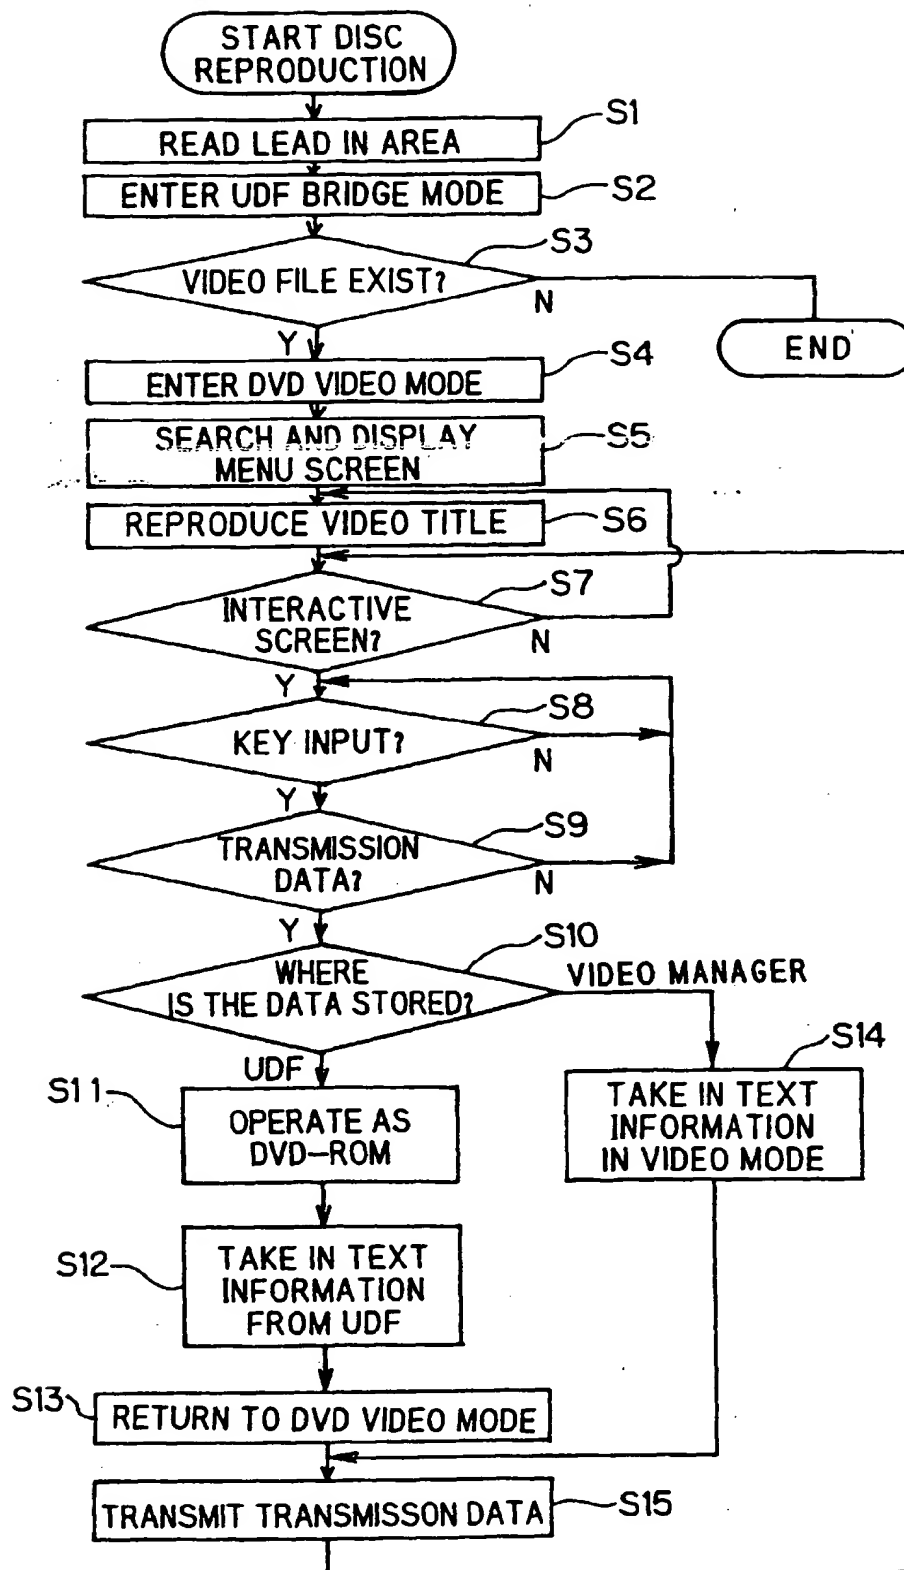 START DISC
REPRODUCTION
S1
READ LEAD IN AREA
S2
ENTER UDF BRIDGE MODE
S3
VIDEO FILE EXIST?
N
Y
END
S4
ENTER DVD VIDEO MODE
S5
SEARCH AND DISPLAY
MENU SCREEN
REPRODUCE VIDEO TITLE
S6
S7
INTERACTIVE
SCREEN?
N
Y
S8
KEY INPUT?
N
Y
S9
TRANSMISSION
DATA?
N
Y
S10
WHERE
IS THE DATA STORED?
VIDEO MANAGER
UDF
S14
S11
OPERATE AS
DVD-ROM
TAKE IN TEXT
INFORMATION
IN VIDEO MODE
S12
TAKE IN TEXT
INFORMATION
FROM UDF
S13
RETURN TO DVD VIDEO MODE
TRANSMIT TRANSMISSON DATA
S15